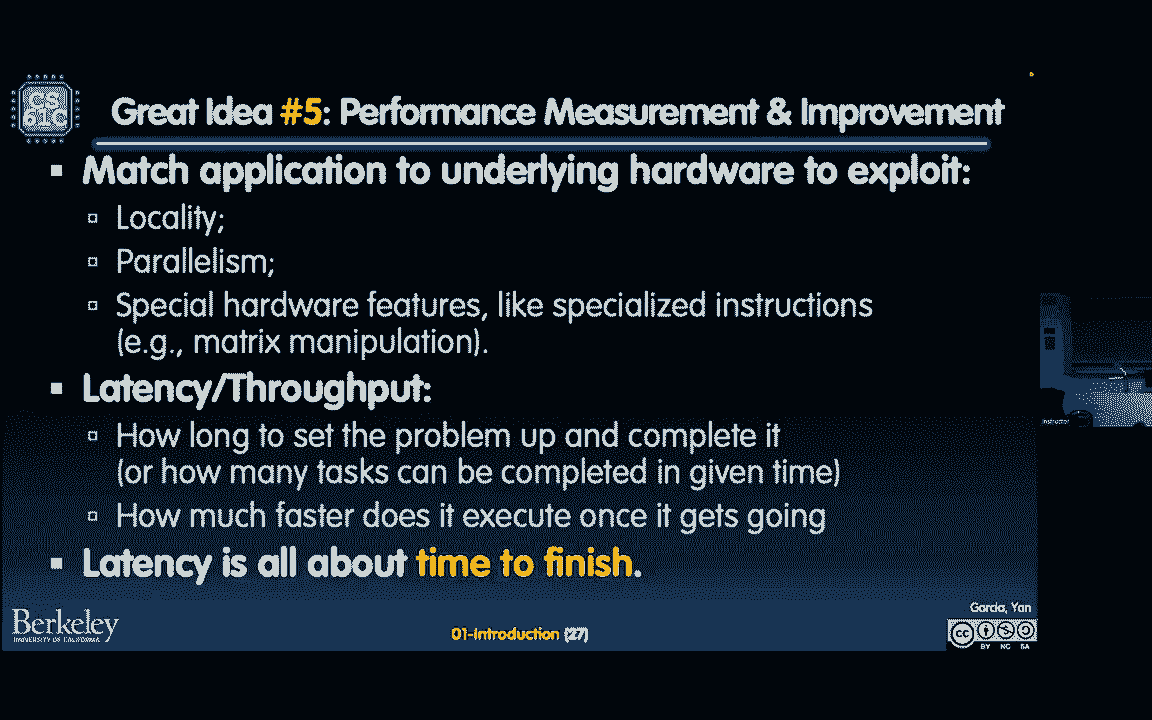 CS
61C
Great Idea #5: Performance Measurement & Improvement
Match application to underlying hardware to exploit:
Locality;
Parallelism;
Special hardware features, like specialized instructions
(e.g., matrix manipulation).
Latency/Throughput:
How long to set the problem up and complete it
(or how many tasks can be completed in given time)
How much faster does it execute once it gets going
Latency is all about time to finish.
Instructor
Berkeley
UNIVERSITY OF CALIFORNIA
01-Introduction (27)
Garcia, Yan
cc
BY NC SA